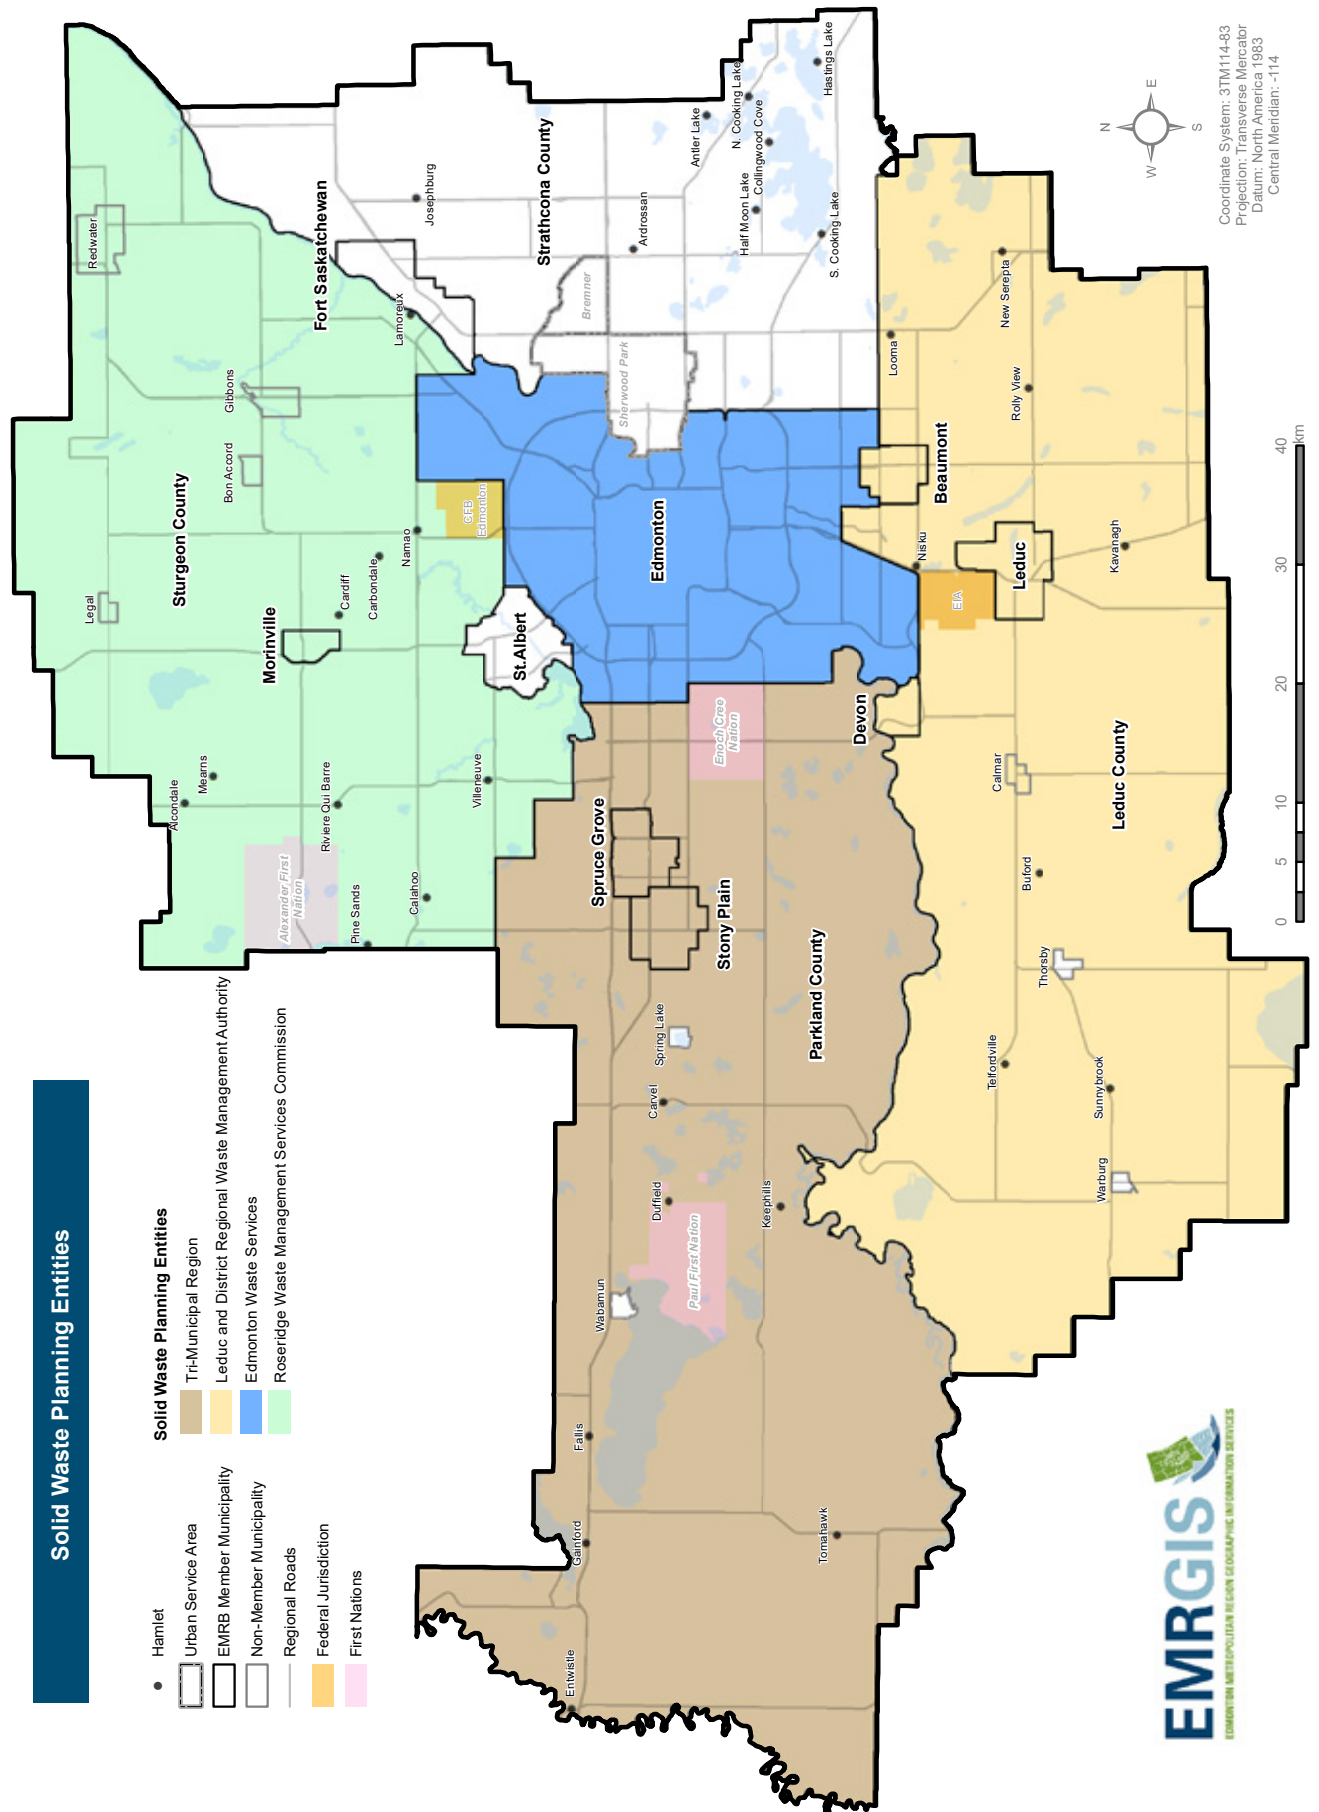 Solid Waste Planning Entities
Hamlet
Urban Service Area
EMRB Member Municipality
Non-Member Municipality
Regional Roads
Federal Jurisdiction
First Nations
Solid Waste Planning Entities
Tri-Municipal Region
Leduc and District Regional Waste Management Authority
Edmonton Waste Services
Roseridge Waste Management Services Commission
Redwater
Legal
Sturgeon County
Gibbons
Bon Accord
Morinville
Cardiff
Carbondale
Namao
Mearns
Alcondale
Riviere Qui Barre
Alexander First
Nation
Pine Sands
Calahoo
Villeneuve
St.Albert
CFB
Edmonton
Lamoreux
Fort Saskatchewan
Josephburg
Strathcona County
Bremner
Ardrossan
Sherwood Park
Antler Lake
N. Cooking Lake
Collingwood Cove
Half Moon Lake
Hastings Lake
S. Cooking Lake
Edmonton
Enoch Cree
Nation
Devon
Spruce Grove
Stony Plain
Parkland County
Spring Lake
Carvel
Duffield
Keephills
Paul First Nation
Wabamun
Fallis
Gainford
Entwistle
Tomahawk
Looma
New Serepta
Rolly View
Beaumont
Nisku
EIA
Leduc
Kavanagh
Leduc County
Calmar
Buford
Thorsby
Telfordville
Sunnybrook
Warburg
N
E
S
W
Coordinate System: 3TM114-83
Projection: Transverse Mercator
Datum: North America 1983
Central Meridian: -114
0 5 10 20 30 40
km
EMRGIS
EDMONTON METROPOLITAN REGION GEOGRAPHIC INFORMATION SERVICES